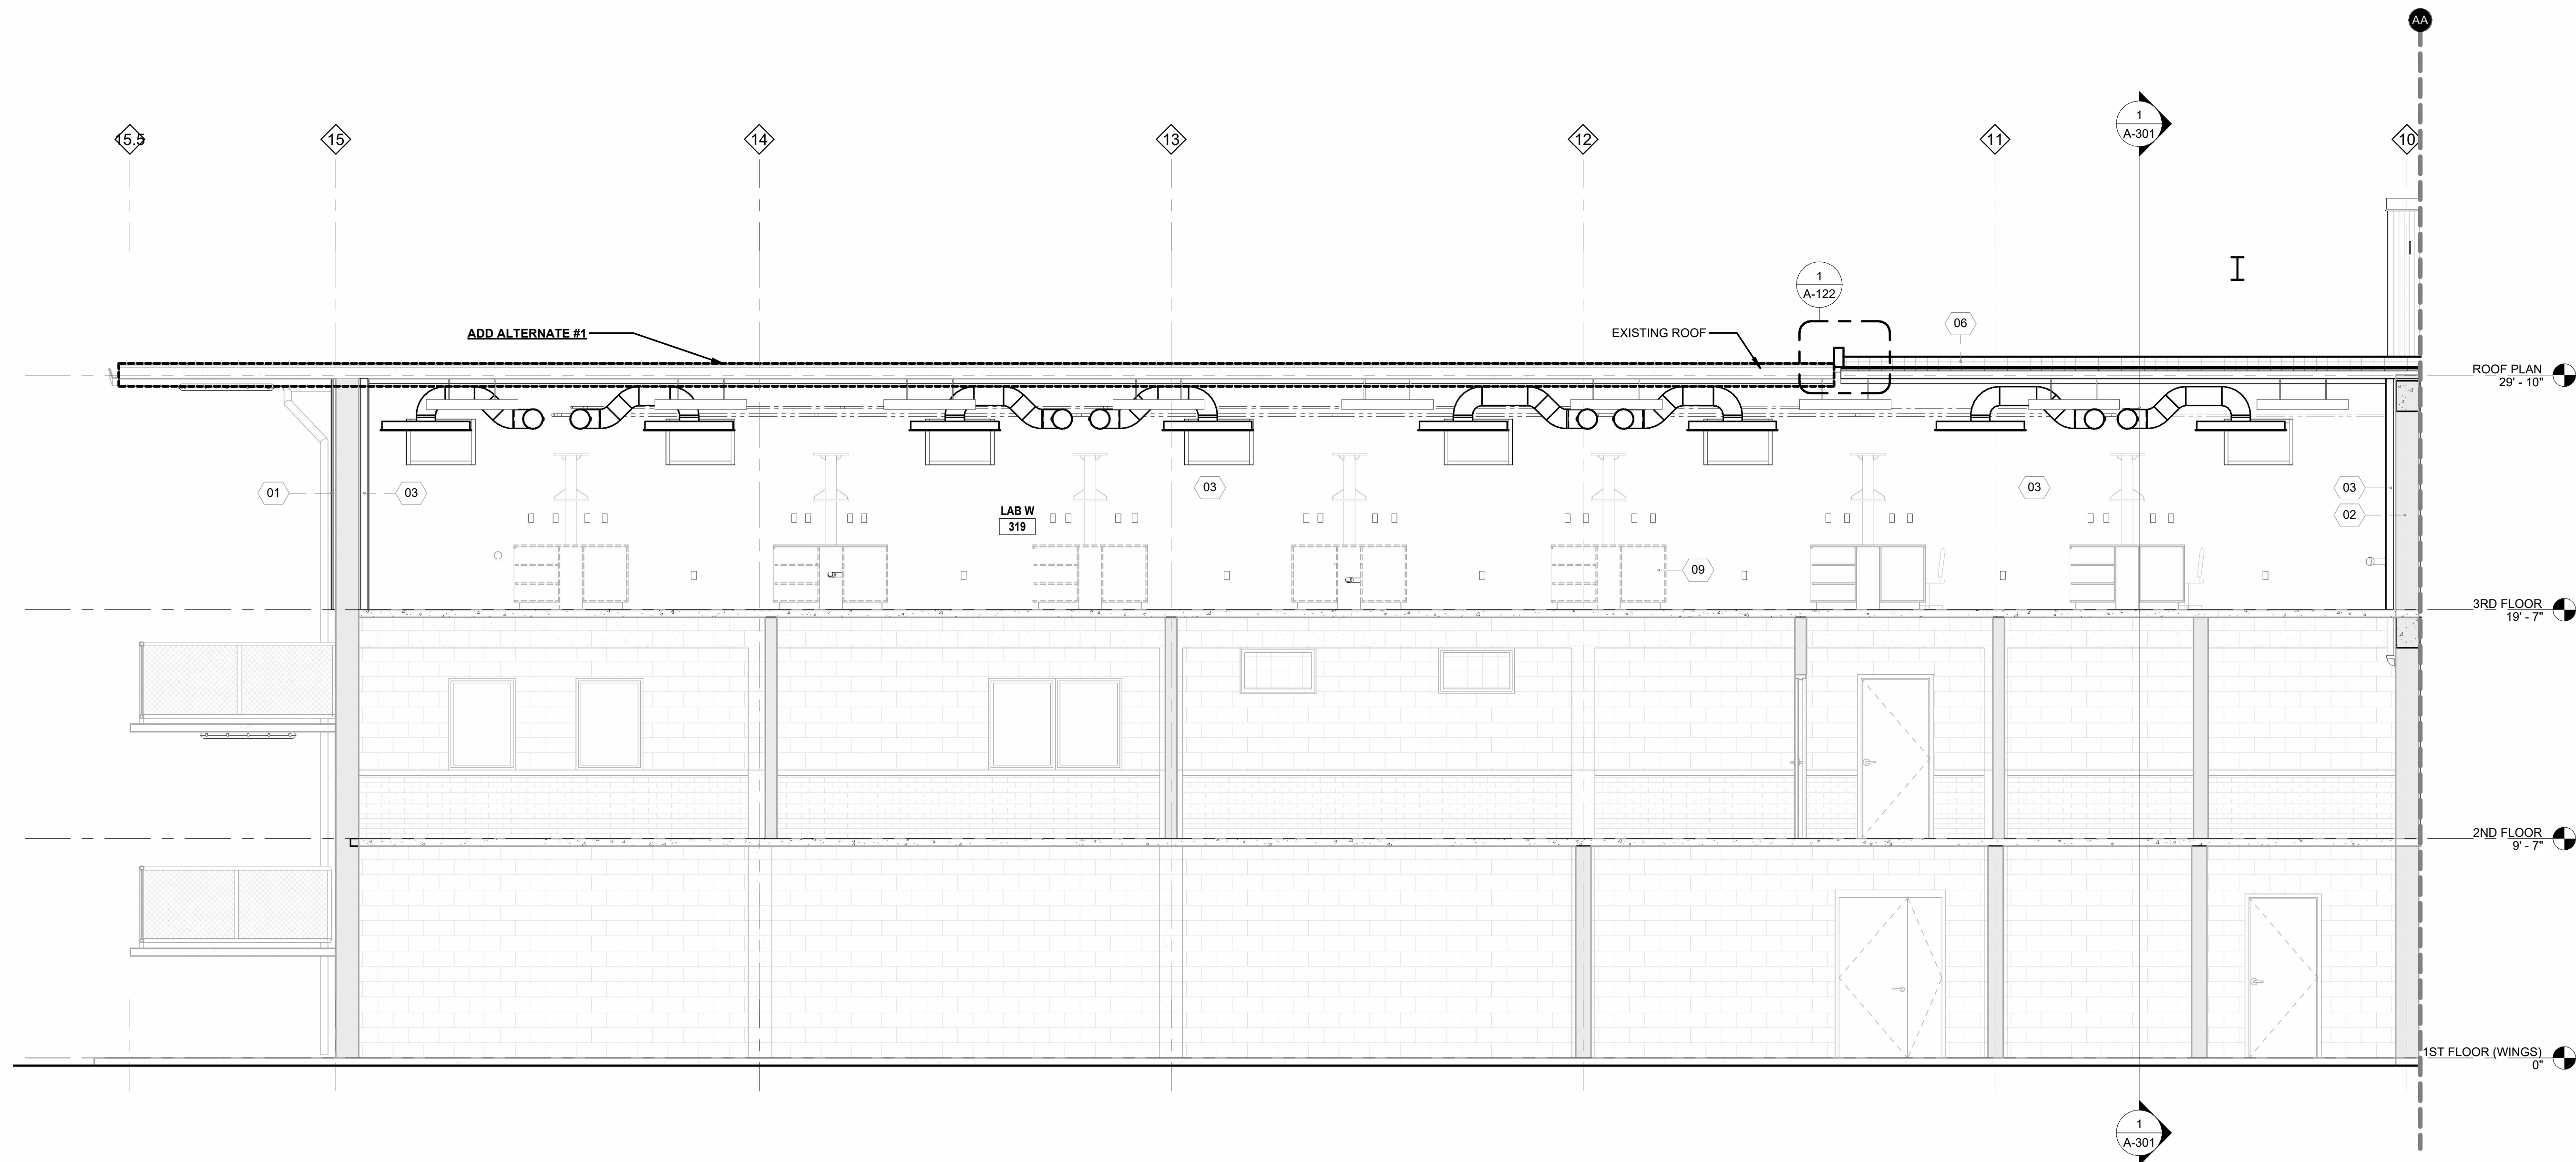 AA
15.5
15
14
13
12
11
10
1
A-301
1
A-122
ADD ALTERNATE #1
EXISTING ROOF
06
ROOF PLAN
29' - 10"
01
03
03
03
03
02
LAB W
319
09
3RD FLOOR
19' - 7"
2ND FLOOR
9' - 7"
1ST FLOOR (WINGS)
0"
1
A-301